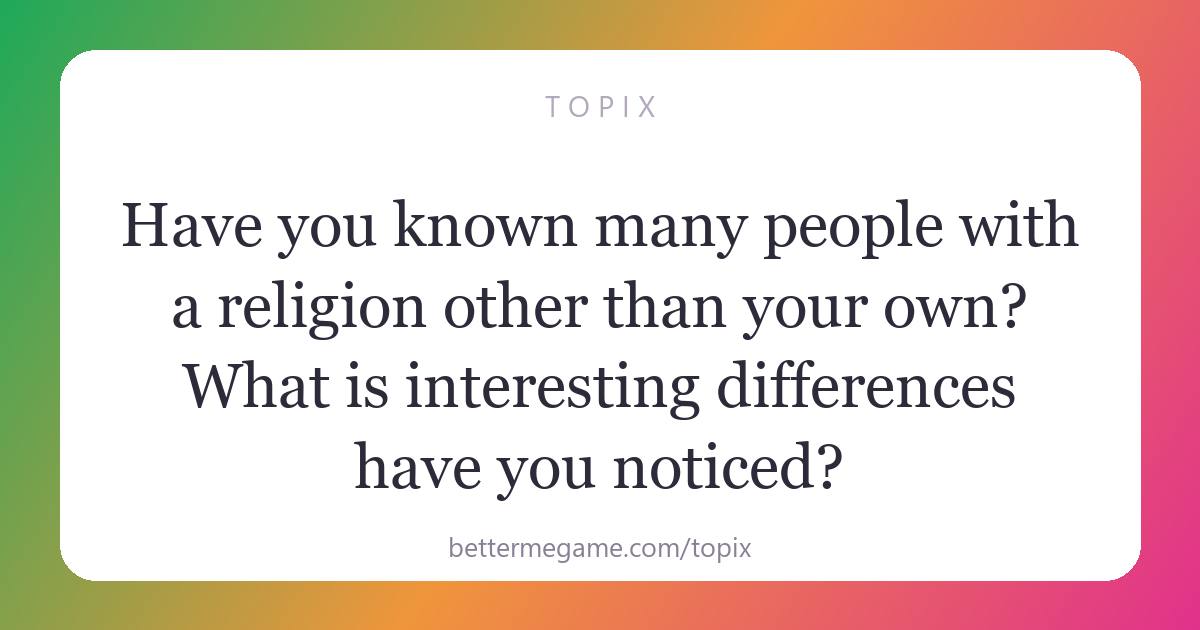 TOPIX
Have you known many people with
a religion other than your own?
What is interesting differences
have you noticed?
bettermegame.com/topix